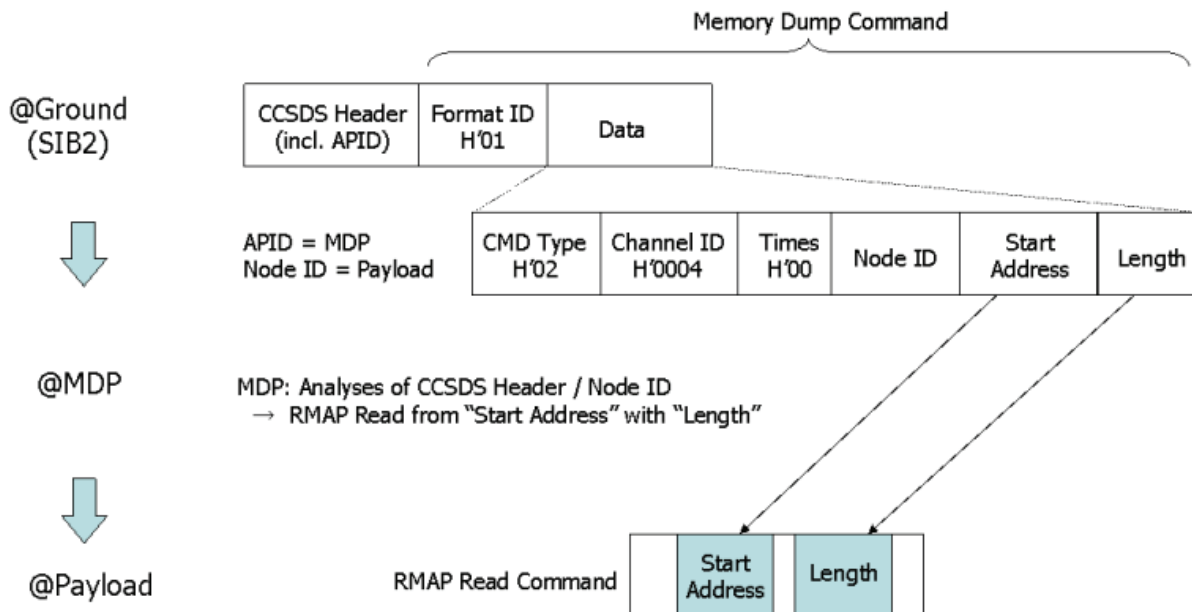 Memory Dump Command
@Ground
(SIB2)
CCSDS Header
(incl. APID)
Format ID
H'01
Data
APID = MDP
Node ID = Payload
CMD Type
H'02
Channel ID
H'0004
Times
H'00
Node ID
Start
Address
Length
@MDP
MDP: Analyses of CCSDS Header / Node ID
→ RMAP Read from “Start Address” with “Length”
@Payload
RMAP Read Command
Start
Address
Length